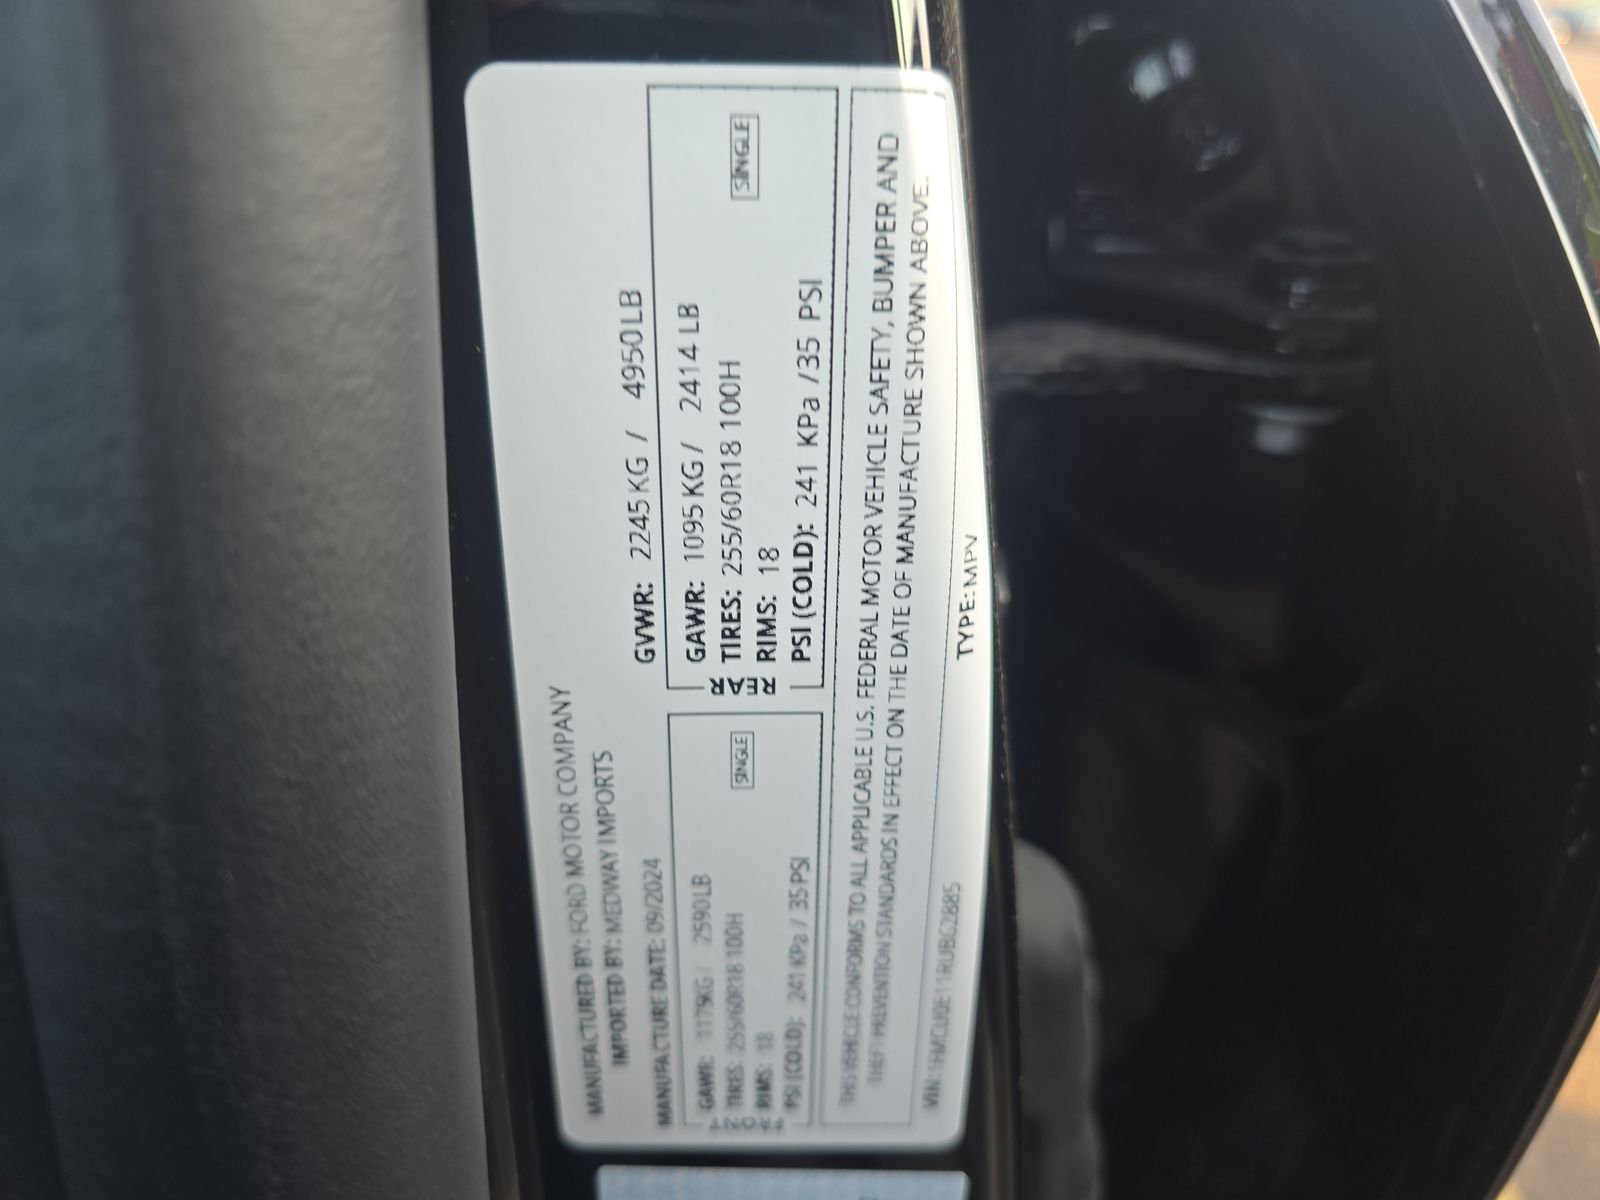 MANUFACTURED BY: FORD MOTOR COMPANY
IMPORTED BY: MEDWAY IMPORTS
MANUFACTURE DATE: 09/2024
GVWR: 2245 KG / 4950 LB
GAWR: 1175KG / 2590LB
TIRES: 255/60R18 100H
RIMS: 18
SINGLE
PSI (COLD): 241 KPa / 35 PSI
REAR
GAWR: 1095 KG / 2414 LB
TIRES: 255/60R18 100H
RIMS: 18
SINGLE
PSI (COLD): 241 KPa / 35 PSI
THIS VEHICLE CONFORMS TO ALL APPLICABLE U.S. FEDERAL MOTOR VEHICLE SAFETY, BUMPER AND
THEFT PREVENTION STANDARDS IN EFFECT ON THE DATE OF MANUFACTURE SHOWN ABOVE.
VIN:
TYPE: MPV